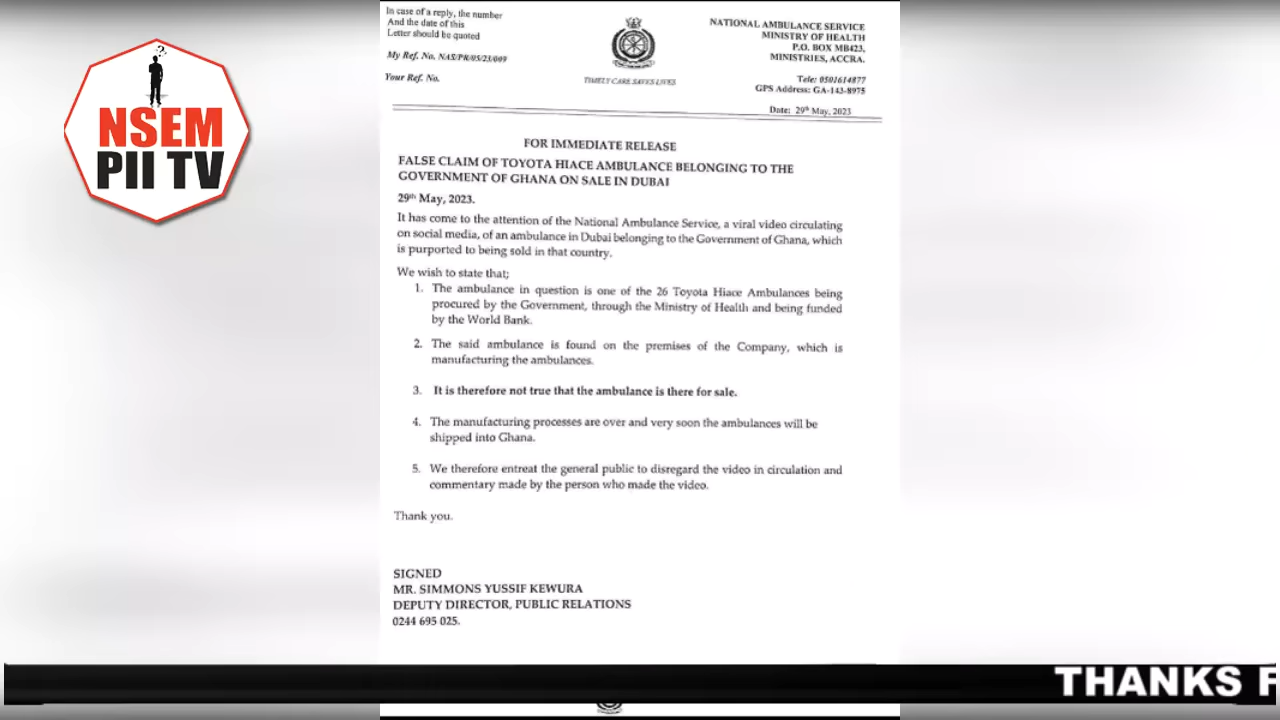 In case of a reply, the number
And the date of this
Letter should be quoted
My Ref. No. NAS/PR/05/23/009
Your Ref. No.
TIMELY CARE SAVES LIVES
NATIONAL AMBULANCE SERVICE
MINISTRY OF HEALTH
P.O. BOX MB423,
MINISTRIES, ACCRA.
Tele: 0501614877
GPS Address: GA-143-8975
Date: 29th May, 2023
?
NSEM
PII TV
FOR IMMEDIATE RELEASE
FALSE CLAIM OF TOYOTA HIACE AMBULANCE BELONGING TO THE
GOVERNMENT OF GHANA ON SALE IN DUBAI
29th May, 2023.
It has come to the attention of the National Ambulance Service, a viral video circulating
on social media, of an ambulance in Dubai belonging to the Government of Ghana, which
is purported to being sold in that country.
We wish to state that;
1. The ambulance in question is one of the 26 Toyota Hiace Ambulances being
procured by the Government, through the Ministry of Health and being funded
by the World Bank.
2. The said ambulance is found on the premises of the Company, which is
manufacturing the ambulances.
3. It is therefore not true that the ambulance is there for sale.
4. The manufacturing processes are over and very soon the ambulances will be
shipped into Ghana.
5. We therefore entreat the general public to disregard the video in circulation and
commentary made by the person who made the video.
Thank you.
SIGNED
MR. SIMMONS YUSSIF KEWURA
DEPUTY DIRECTOR, PUBLIC RELATIONS
0244 695 025.
THANKS F